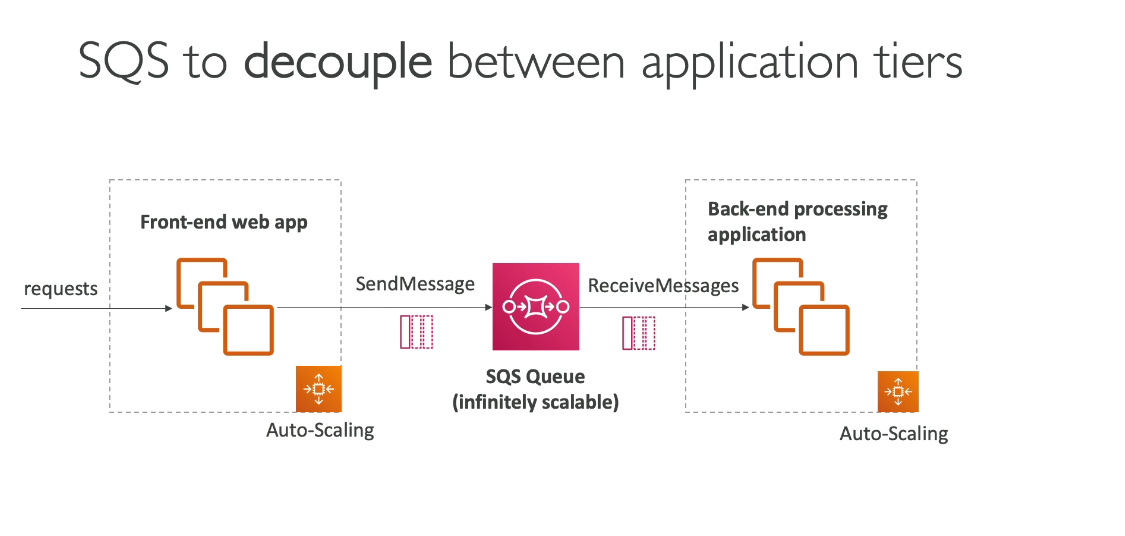 SQS to decouple between application tiers
Front-end web app
Back-end processing
application
requests
SendMessage
ReceiveMessages
SQS Queue
(infinitely scalable)
Auto-Scaling
Auto-Scaling